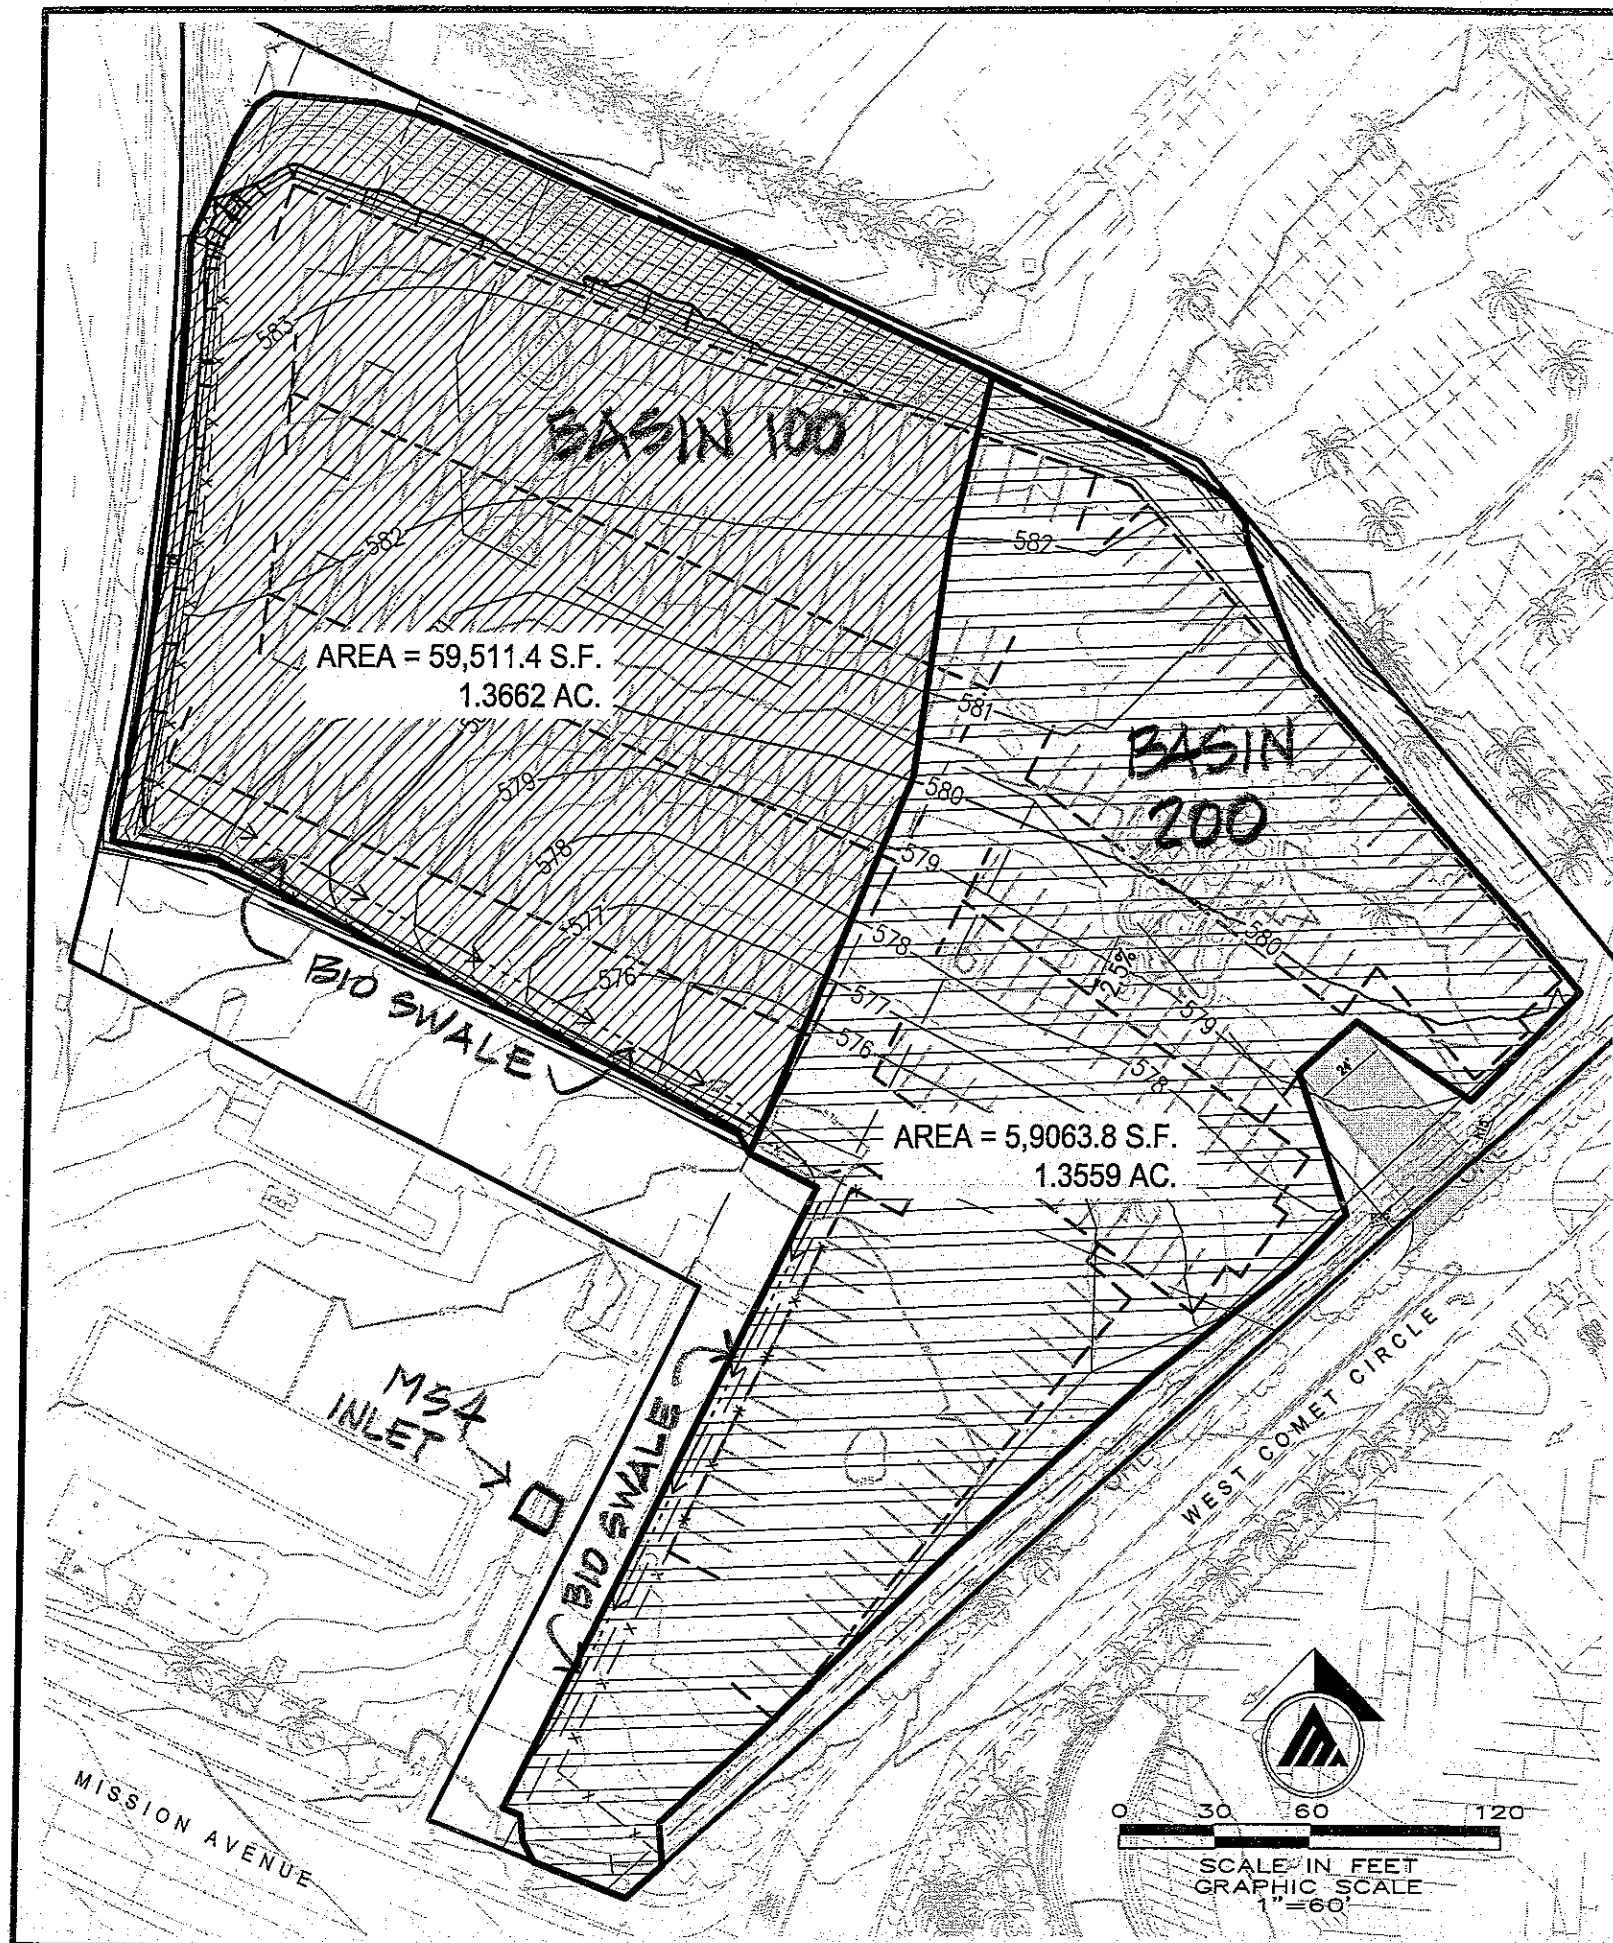 583
BASIN 100
582
582
AREA = 59,511.4 S.F.
1.3662 AC.
581
BASIN
200
580
579
579
578
578
577
577
576
576
580
2.5%
579
578
24'
BIO SWALE
AREA = 5,9063.8 S.F.
1.3559 AC.
MS4
INLET
BIO SWALE
WEST COMET CIRCLE
MISSION AVENUE
0 30 60 120
SCALE IN FEET
GRAPHIC SCALE
1"=60'